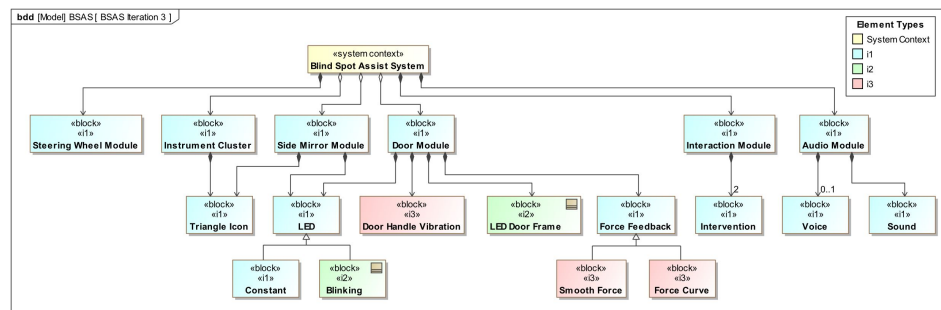 bdd [Model] BSAS [ BSAS Iteration 3 ]
Element Types
System Context
i1
i2
i3
«system context»
Blind Spot Assist System
«block»
«i1»
Steering Wheel Module
«block»
«i1»
Instrument Cluster
«block»
«i1»
Side Mirror Module
«block»
«i1»
Door Module
«block»
«i1»
Interaction Module
«block»
«i1»
Audio Module
2
0..1
«block»
«i1»
Triangle Icon
«block»
«i1»
LED
«block»
«i3»
Door Handle Vibration
«block»
«i2»
LED Door Frame
«block»
«i1»
Force Feedback
«block»
«i1»
Intervention
«block»
«i1»
Voice
«block»
«i1»
Sound
«block»
«i1»
Constant
«block»
«i2»
Blinking
«block»
«i3»
Smooth Force
«block»
«i3»
Force Curve